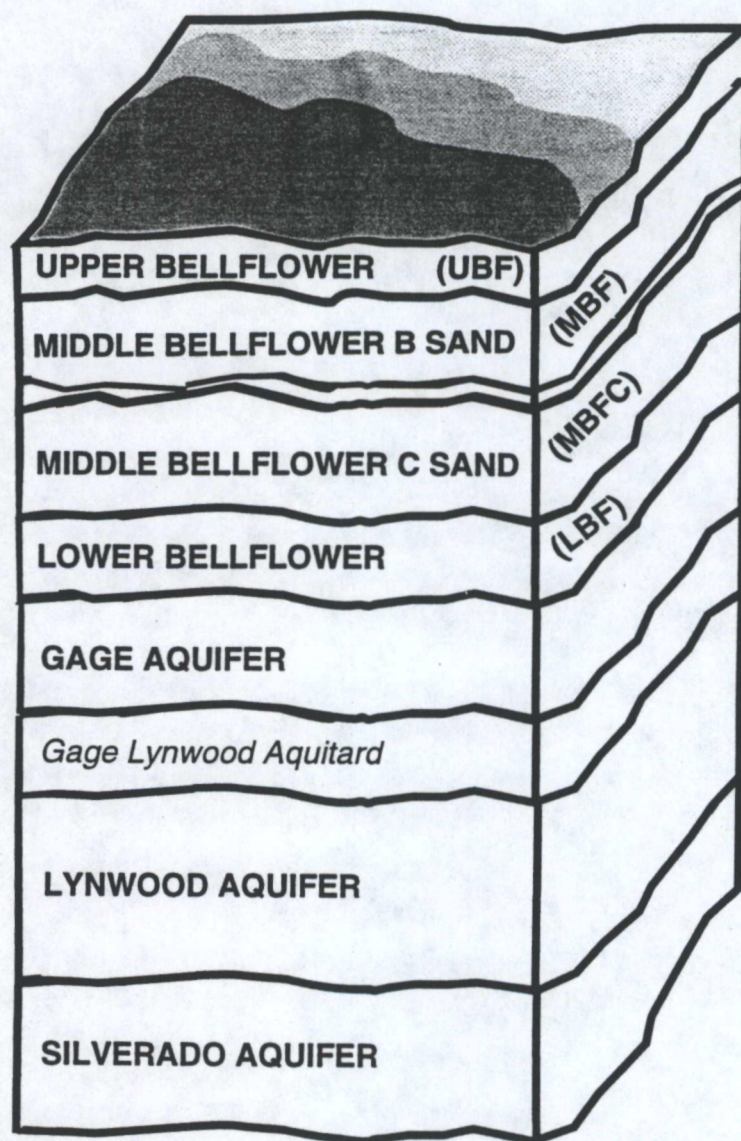 UPPER BELLFLOWER (UBF)
MIDDLE BELLFLOWER B SAND
(MBF)
MIDDLE BELLFLOWER C SAND
(MBFC)
LOWER BELLFLOWER
(LBF)
GAGE AQUIFER
Gage Lynwood Aquitard
LYNWOOD AQUIFER
SILVERADO AQUIFER